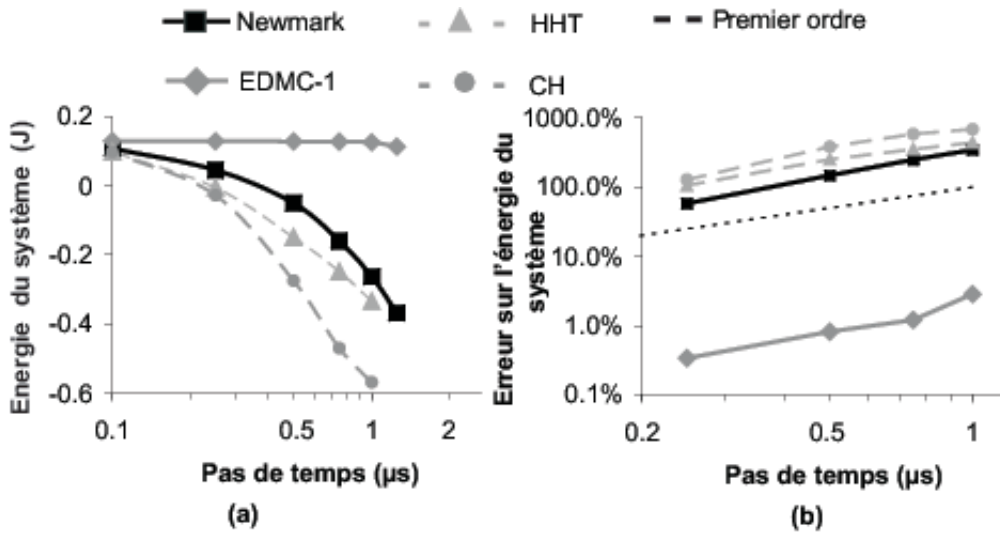 Newmark
HHT
Premier ordre
EDMC-1
CH
Energie du système (J)
0.2
0
-0.2
-0.4
-0.6
0.1
0.5
1
2
Pas de temps (µs)
(a)
Erreur sur l'énergie du
système
1000.0%
100.0%
10.0%
1.0%
0.1%
0.2
0.5
1
Pas de temps (µs)
(b)